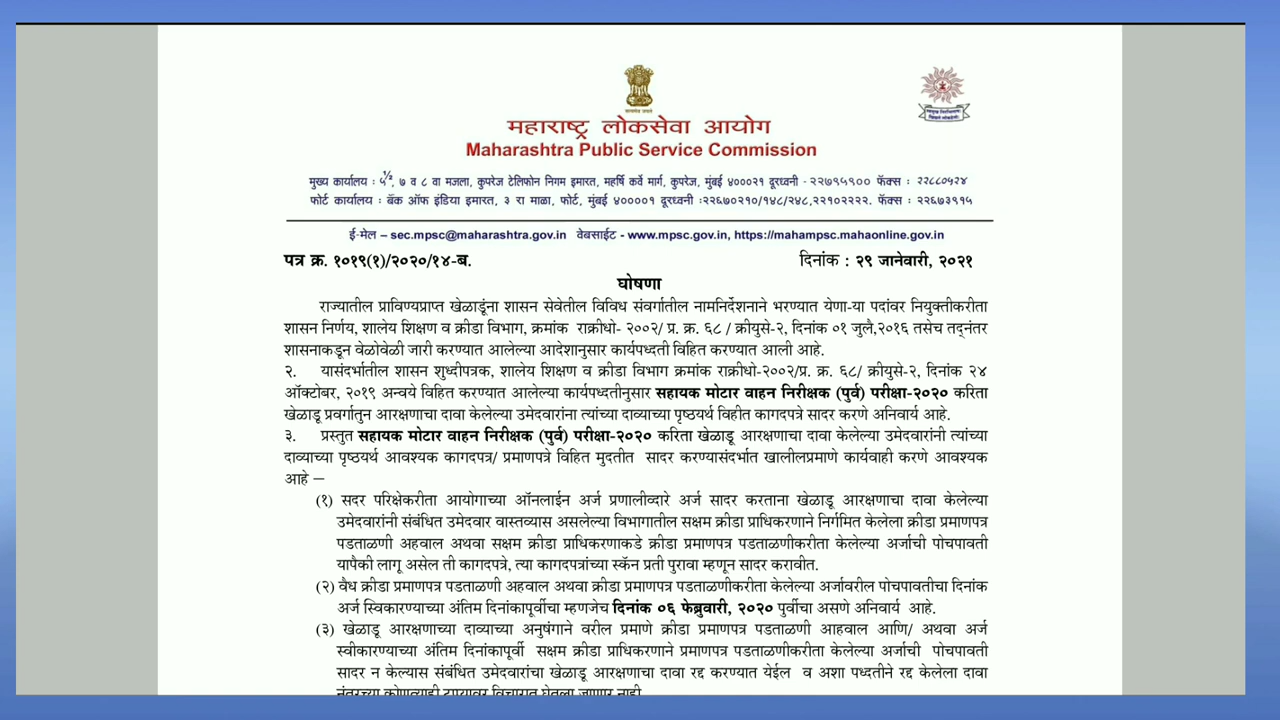 महाराष्ट्र लोकसेवा आयोग
Maharashtra Public Service Commission
मुख्य कार्यालय : ५½, ७ व ८ वा मजला, कुपरेज टेलिफोन निगम इमारत, महर्षि कर्वे मार्ग, कुपरेज, मुंबई ४०००२१ दूरध्वनी - २२७९५९०० फॅक्स : २२८८०५२४
फोर्ट कार्यालय : बॅक ऑफ इंडिया इमारत, ३ रा माळा, फोर्ट, मुंबई ४००००१ दूरध्वनी :२२६७०२१०/१४८/२४८,२२१०२२२२. फॅक्स : २२६७३९१५
ई-मेल – sec.mpsc@maharashtra.gov.in वेबसाईट - www.mpsc.gov.in, https://mahampsc.mahaonline.gov.in
पत्र क्र. १०१९(१)/२०२०/१४-ब. दिनांक : २९ जानेवारी, २०२१
घोषणा
राज्यातील प्राविण्यप्राप्त खेळाडूंना शासन सेवेतील विविध संवर्गातील नामनिर्देशनाने भरण्यात येणा-या पदांवर नियुक्तीकरीता
शासन निर्णय, शालेय शिक्षण व क्रीडा विभाग, क्रमांक राक्रीधो- २००२/ प्र. क्र. ६८ / क्रीयुसे-२, दिनांक ०१ जुलै,२०१६ तसेच तद्नंतर
शासनाकडून वेळोवेळी जारी करण्यात आलेल्या आदेशानुसार कार्यपध्दती विहित करण्यात आली आहे.
२. यासंदर्भातील शासन शुध्दीपत्रक, शालेय शिक्षण व क्रीडा विभाग क्रमांक राक्रीधो-२००२/प्र. क्र. ६८/ क्रीयुसे-२, दिनांक २४
ऑक्टोबर, २०१९ अन्वये विहित करण्यात आलेल्या कार्यपध्दतीनुसार सहायक मोटार वाहन निरीक्षक (पुर्व) परीक्षा-२०२० करिता
खेळाडू प्रवर्गातुन आरक्षणाचा दावा केलेल्या उमेदवारांना त्यांच्या दाव्याच्या पृष्ठयर्थ विहीत कागदपत्रे सादर करणे अनिवार्य आहे.
३. प्रस्तुत सहायक मोटार वाहन निरीक्षक (पुर्व) परीक्षा-२०२० करिता खेळाडू आरक्षणाचा दावा केलेल्या उमेदवारांनी त्यांच्या
दाव्याच्या पृष्ठयर्थ आवश्यक कागदपत्र/ प्रमाणपत्रे विहित मुदतीत सादर करण्यासंदर्भात खालीलप्रमाणे कार्यवाही करणे आवश्यक
आहे –
(१) सदर परिक्षेकरीता आयोगाच्या ऑनलाईन अर्ज प्रणालीव्दारे अर्ज सादर करताना खेळाडू आरक्षणाचा दावा केलेल्या
उमेदवारांनी संबंधित उमेदवार वास्तव्यास असलेल्या विभागातील सक्षम क्रीडा प्राधिकरणाने निर्गमित केलेला क्रीडा प्रमाणपत्र
पडताळणी अहवाल अथवा सक्षम क्रीडा प्राधिकरणाकडे क्रीडा प्रमाणपत्र पडताळणीकरीता केलेल्या अर्जाची पोचपावती
यापैकी लागू असेल ती कागदपत्रे, त्या कागदपत्रांच्या स्कॅन प्रती पुरावा म्हणून सादर करावीत.
(२) वैध क्रीडा प्रमाणपत्र पडताळणी अहवाल अथवा क्रीडा प्रमाणपत्र पडताळणीकरीता केलेल्या अर्जावरील पोचपावतीचा दिनांक
अर्ज स्विकारण्याच्या अंतिम दिनांकापूर्वीचा म्हणजेच दिनांक ०६ फेब्रुवारी, २०२० पुर्वीचा असणे अनिवार्य आहे.
(३) खेळाडू आरक्षणाच्या दाव्याच्या अनुषंगाने वरील प्रमाणे क्रीडा प्रमाणपत्र पडताळणी आहवाल आणि/ अथवा अर्ज
स्वीकारण्याच्या अंतिम दिनांकापूर्वी सक्षम क्रीडा प्राधिकरणाने प्रमाणपत्र पडताळणीकरीता केलेल्या अर्जाची पोचपावती
सादर न केल्यास संबंधित उमेदवारांचा खेळाडू आरक्षणाचा दावा रद्द करण्यात येईल व अशा पध्दतीने रद्द केलेला दावा
नंतरच्या कोणत्याही टप्प्यावर विचारात घेतला जाणार नाही.